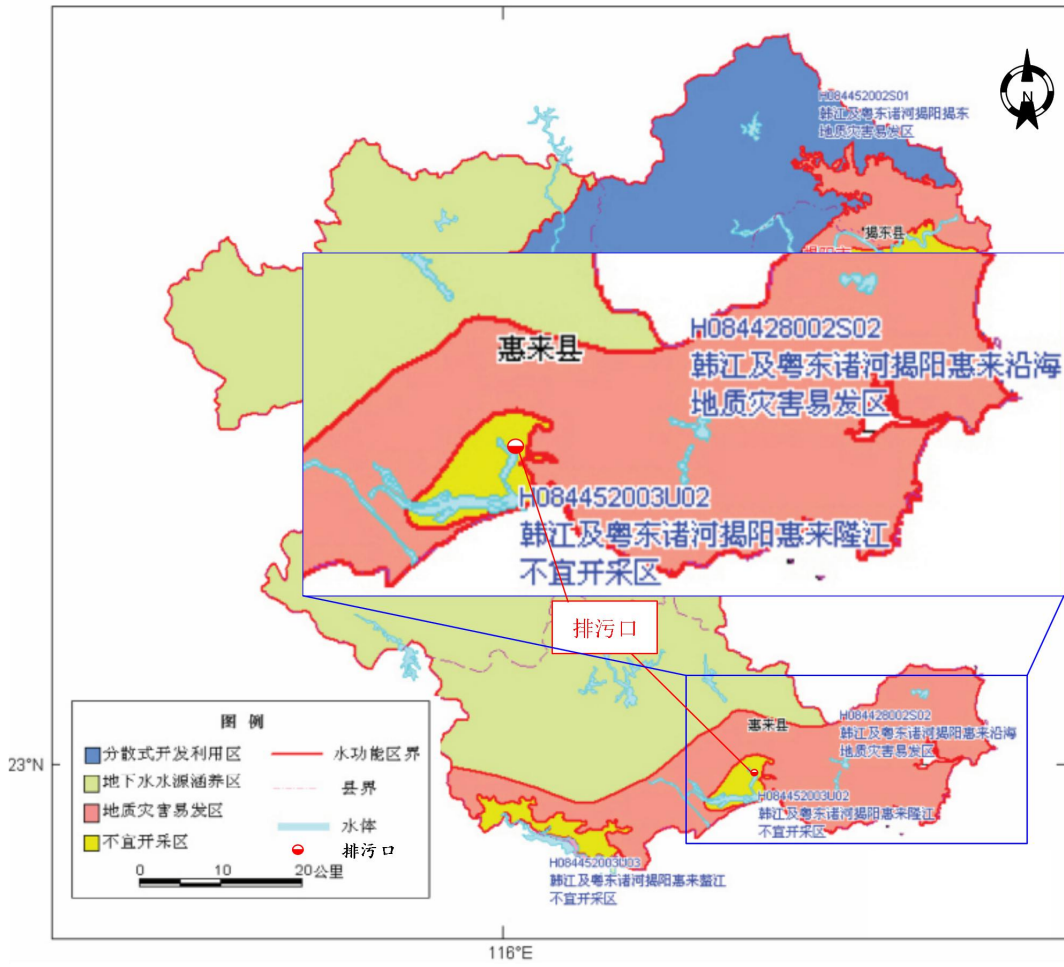 N
H084452002S01
韩江及粤东诸河揭阳揭东
地质灾害易发区
揭东县
惠来县
H084428002S02
韩江及粤东诸河揭阳惠来沿海
地质灾害易发区
H084452003U02
韩江及粤东诸河揭阳惠来隆江
不宜开采区
排污口
惠来县
H084428002S02
韩江及粤东诸河揭阳惠来沿海
地质灾害易发区
H084452003U02
韩江及粤东诸河揭阳惠来隆江
不宜开采区
H084452003U03
韩江及粤东诸河揭阳惠来盔江
不宜开采区
图 例
分散式开发利用区
地下水水源涵养区
地质灾害易发区
不宜开采区
水功能区界
县界
水体
排污口
0 10 20公里
23°N
116°E